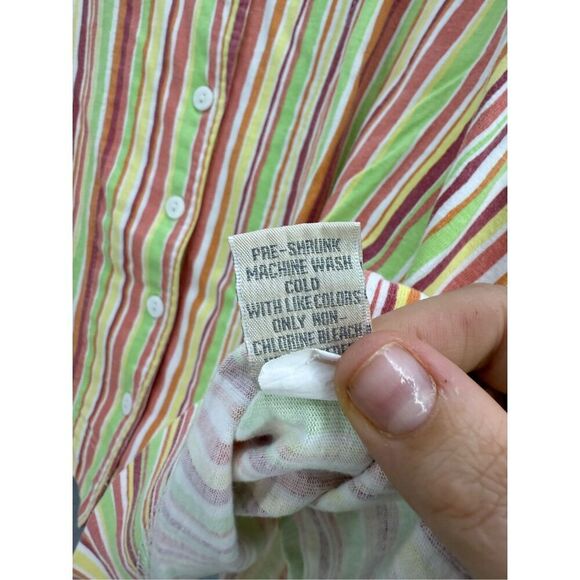 PRE-SHRUNK
MACHINE WASH
COLD
WITH LIKE COLORS
ONLY NON-
CHLORINE BLEACH